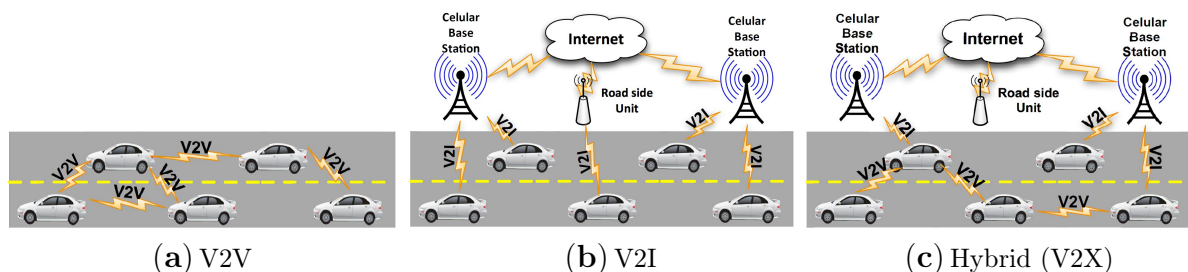 V2V
V2V
V2V
V2V
V2V
(a) V2V
Celular
Base
Station
Internet
Celular
Base
Station
Road side
Unit
V2I
V2I
V2I
V2I
V2I
(b) V2I
Celular
Base
Station
Internet
Celular
Base
Station
Road side
Unit
V2I
V2I
V2I
V2V
V2V
V2V
(c) Hybrid (V2X)